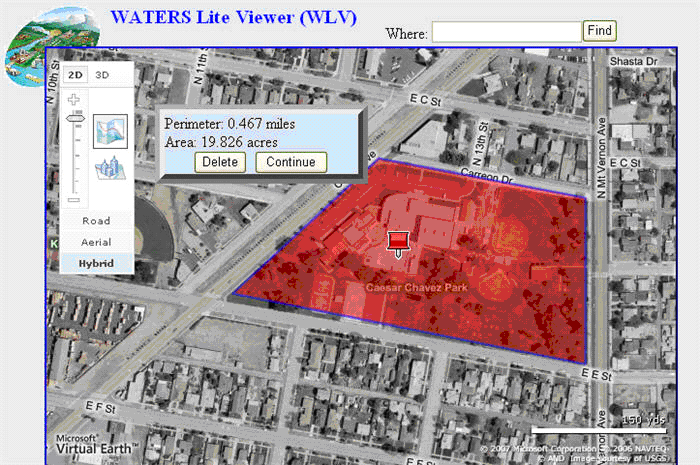 WATERS Lite Viewer (WLV)
Where:
Find
2D 3D
Road
Aerial
Hybrid
Perimeter: 0.467 miles
Area: 19.826 acres
Delete Continue
N 10th St
N 11th St
E C St
Shasta Dr
N 13th St
Carreon Dr
E C St
N Mt Vernon Ave
Caesar Chavez Park
E E St
E F St
150 yds
Microsoft®
Virtual Earth™
© 2007 Microsoft Corporation © 2006 NAVTEQ
© AND Image courtesy of USGS